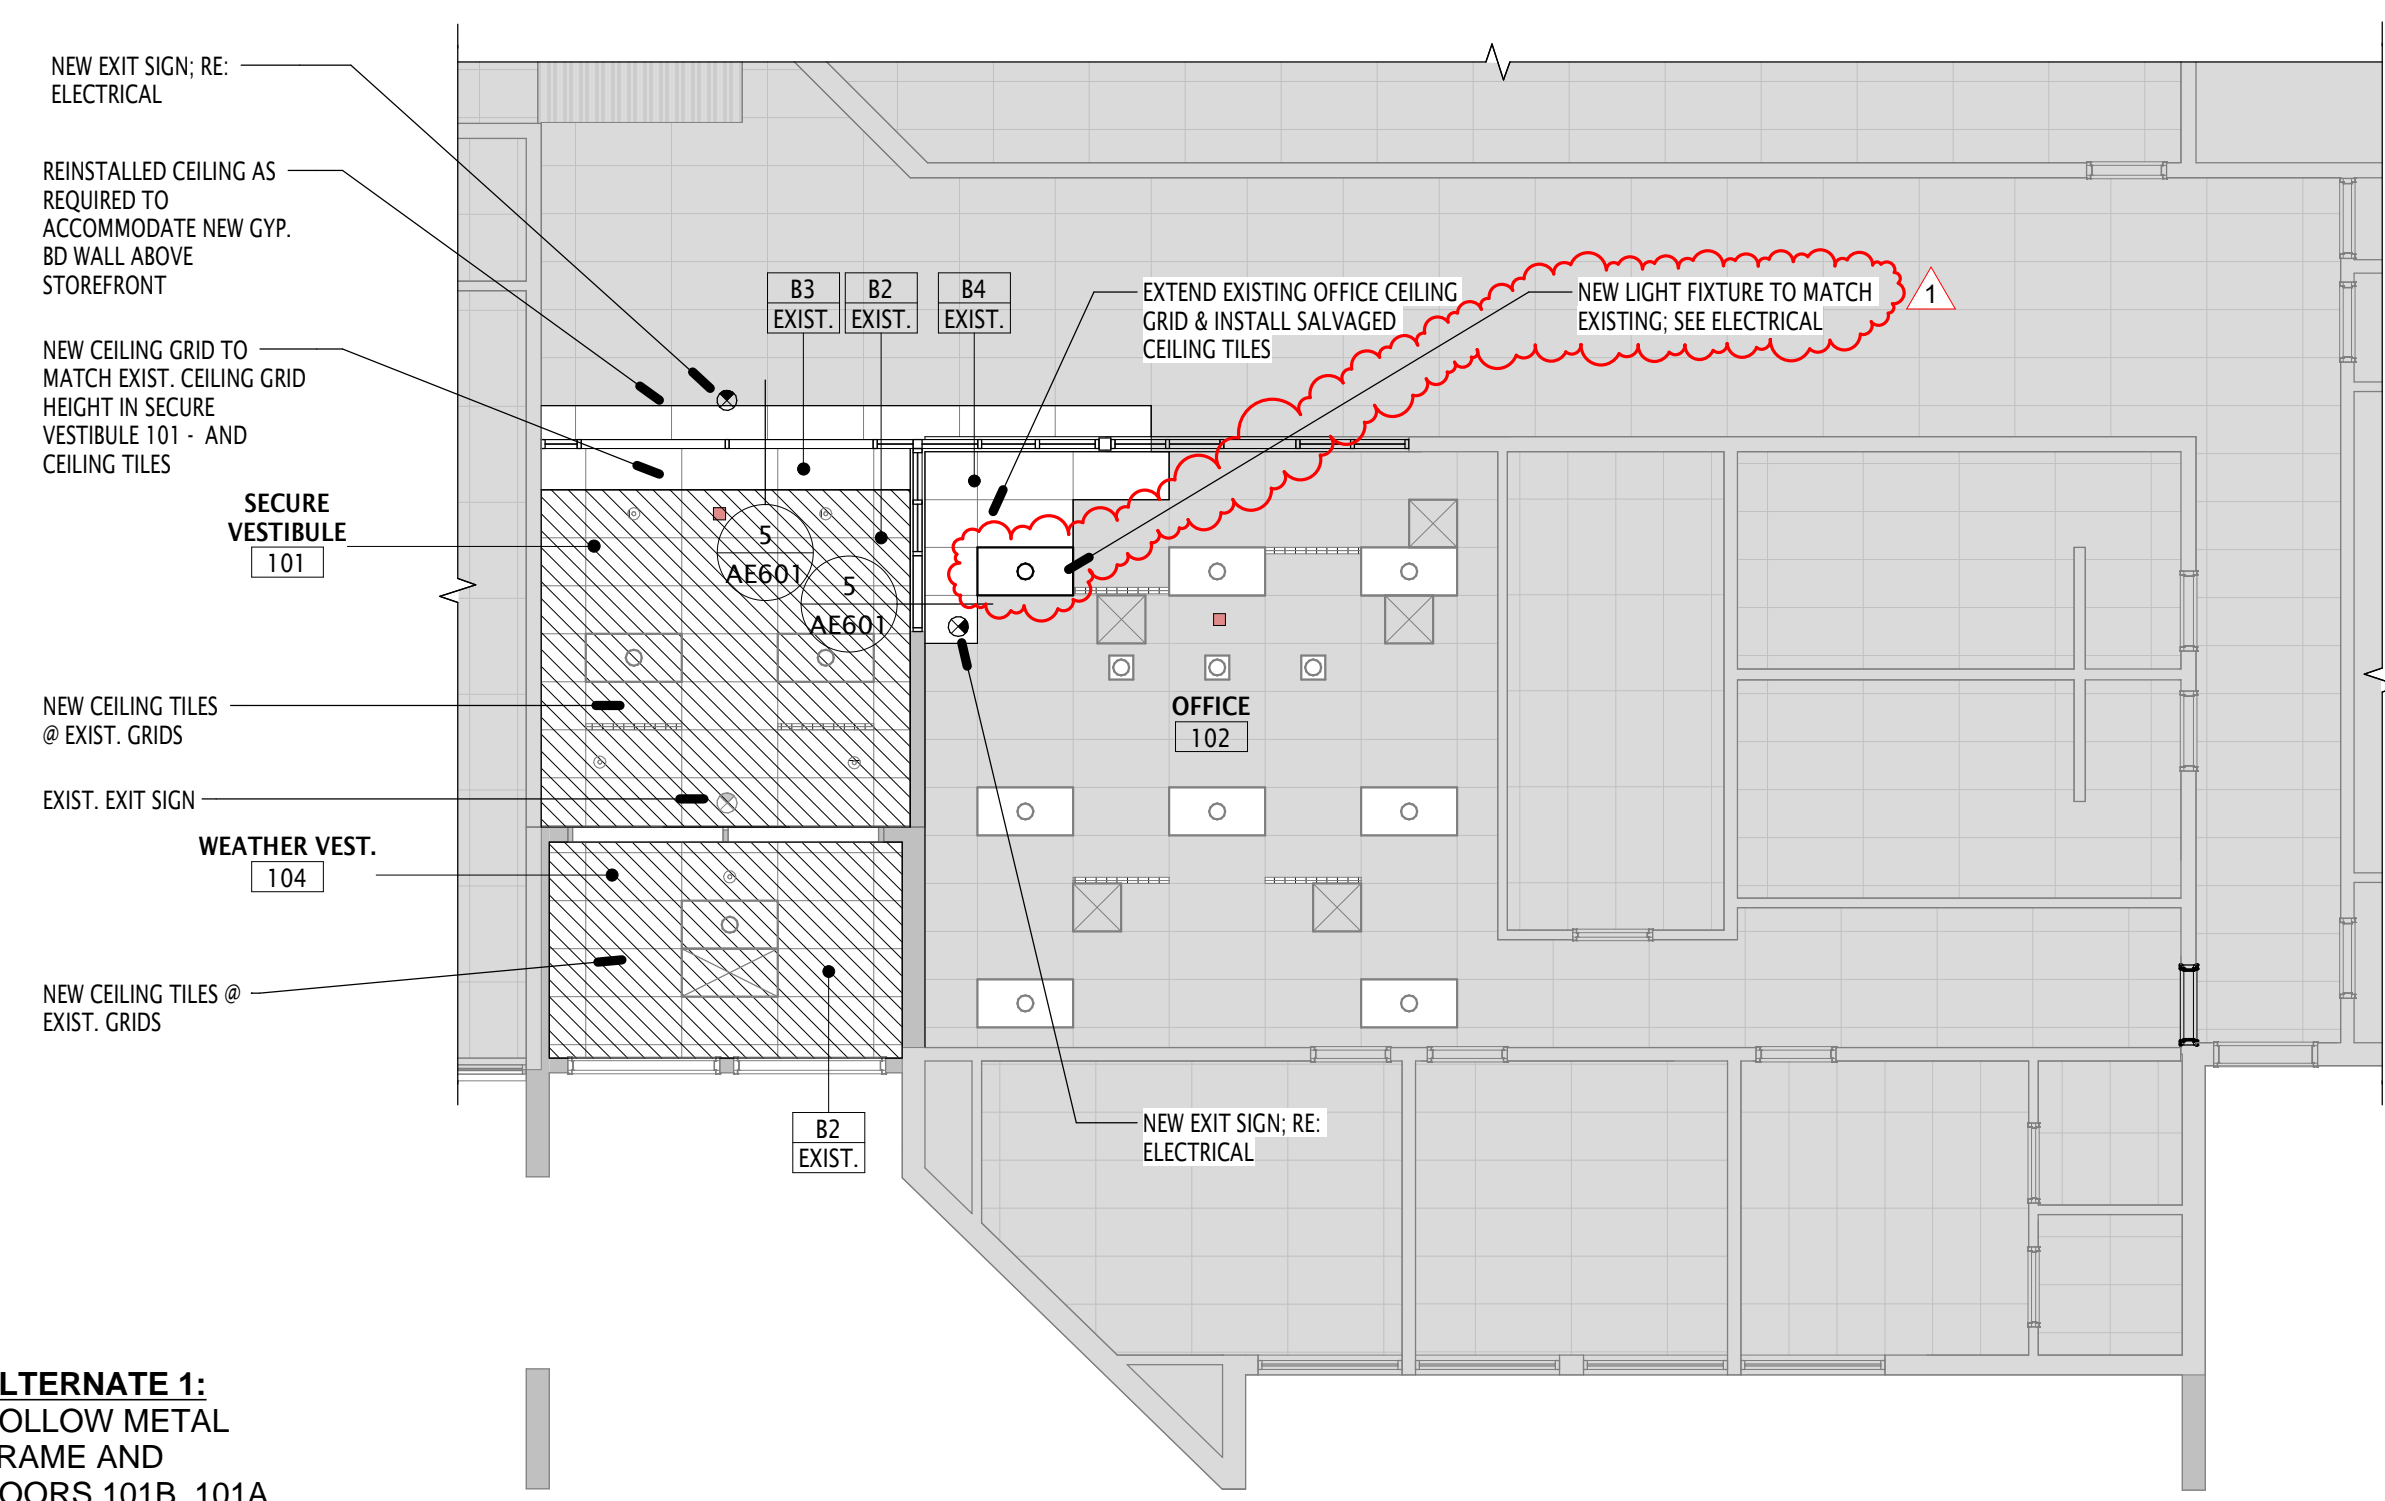 NEW EXIT SIGN; RE:
ELECTRICAL
REINSTALLED CEILING AS
REQUIRED TO
ACCOMMODATE NEW GYP.
BD WALL ABOVE
STOREFRONT
NEW CEILING GRID TO
MATCH EXIST. CEILING GRID
HEIGHT IN SECURE
VESTIBULE 101 - AND
CEILING TILES
SECURE
VESTIBULE
101
NEW CEILING TILES
@ EXIST. GRIDS
EXIST. EXIT SIGN
WEATHER VEST.
104
NEW CEILING TILES @
EXIST. GRIDS
B3
EXIST.
B2
EXIST.
B4
EXIST.
EXTEND EXISTING OFFICE CEILING
GRID & INSTALL SALVAGED
CEILING TILES
NEW LIGHT FIXTURE TO MATCH
EXISTING; SEE ELECTRICAL
1
5
AE601
5
AE601
OFFICE
102
B2
EXIST.
NEW EXIT SIGN; RE:
ELECTRICAL
LTERNATE 1:
OLLOW METAL
RAME AND
OORS 101B, 101A